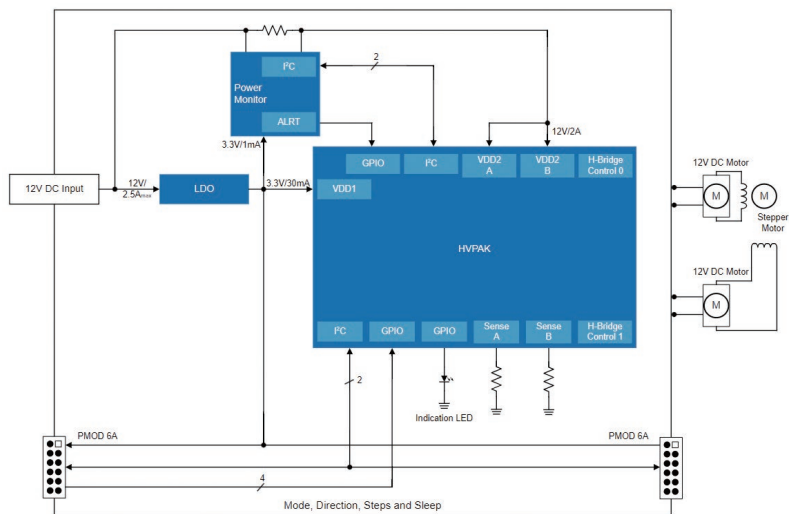 I²C
Power
Monitor
ALRT
2
3.3V/1mA
12V/2A
GPIO
I²C
VDD2
A
VDD2
B
H-Bridge
Control 0
12V DC Input
12V/
2.5Amax
LDO
3.3V/30mA
VDD1
HVPAK
12V DC Motor
M
M
Stepper
Motor
12V DC Motor
M
I²C
GPIO
GPIO
Sense
A
Sense
B
H-Bridge
Control 1
2
Indication LED
PMOD 6A
PMOD 6A
4
Mode, Direction, Steps and Sleep